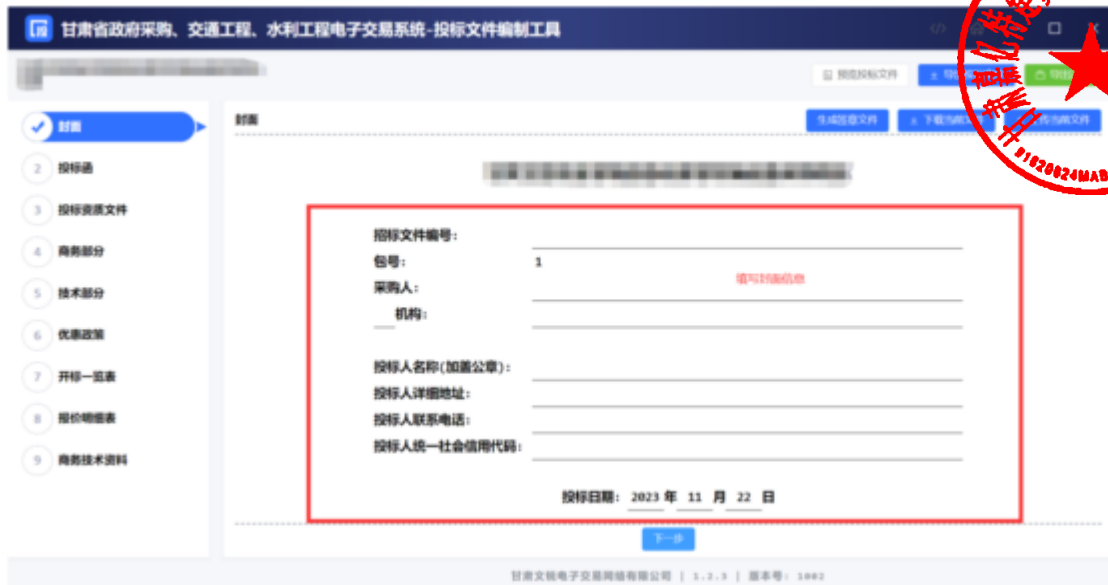 甘肃省政府采购、交通工程、水利工程电子交易系统-投标文件编制工具
预览投标文件
封面
封面
生成签章文件
下载当前文件
2 投标函
3 投标资质文件
4 商务部分
5 技术部分
6 优惠政策
7 开标一览表
8 报价明细表
9 商务技术资料
招标文件编号：
包号： 1
填写封面信息
采购人：
机构：
投标人名称(加盖公章)：
投标人详细地址：
投标人联系电话：
投标人统一社会信用代码：
投标日期： 2023 年 11 月 22 日
下一步
甘肃文锐电子交易网络有限公司 | 1.2.3 | 版本号: 1002